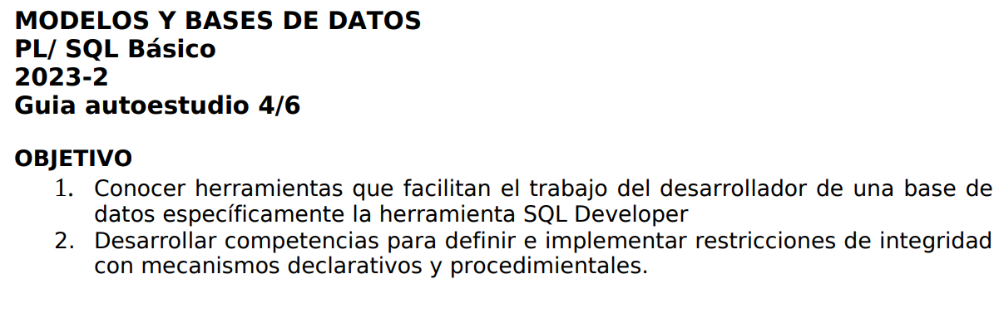 MODELOS Y BASES DE DATOS
PL/ SQL Básico
2023-2
Guia autoestudio 4/6
OBJETIVO
1. Conocer herramientas que facilitan el trabajo del desarrollador de una base de
datos específicamente la herramienta SQL Developer
2. Desarrollar competencias para definir e implementar restricciones de integridad
con mecanismos declarativos y procedimientales.